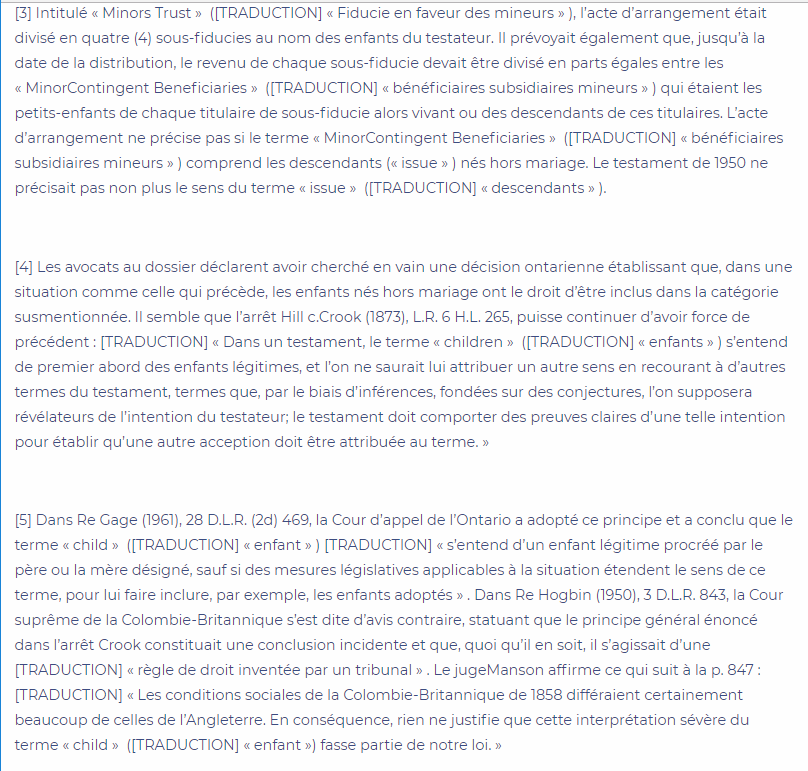 [3] Intitulé « Minors Trust »  ([TRADUCTION] « Fiducie en faveur des mineurs » ), l’acte d’arrangement était
divisé en quatre (4) sous-fiducies au nom des enfants du testateur. Il prévoyait également que, jusqu’à la
date de la distribution, le revenu de chaque sous-fiducie devait être divisé en parts égales entre les
« MinorContingent Beneficiaries »  ([TRADUCTION] « bénéficiaires subsidiaires mineurs » ) qui étaient les
petits-enfants de chaque titulaire de sous-fiducie alors vivant ou des descendants de ces titulaires. L’acte
d’arrangement ne précise pas si le terme « MinorContingent Beneficiaries »  ([TRADUCTION] « bénéficiaires
subsidiaires mineurs » ) comprend les descendants (« issue » ) nés hors mariage. Le testament de 1950 ne
précisait pas non plus le sens du terme « issue »  ([TRADUCTION] « descendants » ).
[4] Les avocats au dossier déclarent avoir cherché en vain une décision ontarienne établissant que, dans une
situation comme celle qui précède, les enfants nés hors mariage ont le droit d’être inclus dans la catégorie
susmentionnée. Il semble que l’arrêt Hill c.Crook (1873), L.R. 6 H.L. 265, puisse continuer d’avoir force de
précédent : [TRADUCTION] « Dans un testament, le terme « children »  ([TRADUCTION] « enfants » ) s’entend
de premier abord des enfants légitimes, et l’on ne saurait lui attribuer un autre sens en recourant à d’autres
termes du testament, termes que, par le biais d’inférences, fondées sur des conjectures, l’on supposera
révélateurs de l’intention du testateur; le testament doit comporter des preuves claires d’une telle intention
pour établir qu’une autre acception doit être attribuée au terme. »
[5] Dans Re Gage (1961), 28 D.L.R. (2d) 469, la Cour d’appel de l’Ontario a adopté ce principe et a conclu que le
terme « child »  ([TRADUCTION] « enfant » ) [TRADUCTION] « s’entend d’un enfant légitime procréé par le
père ou la mère désigné, sauf si des mesures législatives applicables à la situation étendent le sens de ce
terme, pour lui faire inclure, par exemple, les enfants adoptés » . Dans Re Hogbin (1950), 3 D.L.R. 843, la Cour
suprême de la Colombie-Britannique s’est dite d’avis contraire, statuant que le principe général énoncé
dans l’arrêt Crook constituait une conclusion incidente et que, quoi qu’il en soit, il s’agissait d’une
[TRADUCTION] « règle de droit inventée par un tribunal » . Le jugeManson affirme ce qui suit à la p. 847 :
[TRADUCTION] « Les conditions sociales de la Colombie-Britannique de 1858 différaient certainement
beaucoup de celles de l’Angleterre. En conséquence, rien ne justifie que cette interprétation sévère du
terme « child »  ([TRADUCTION] « enfant ») fasse partie de notre loi. »